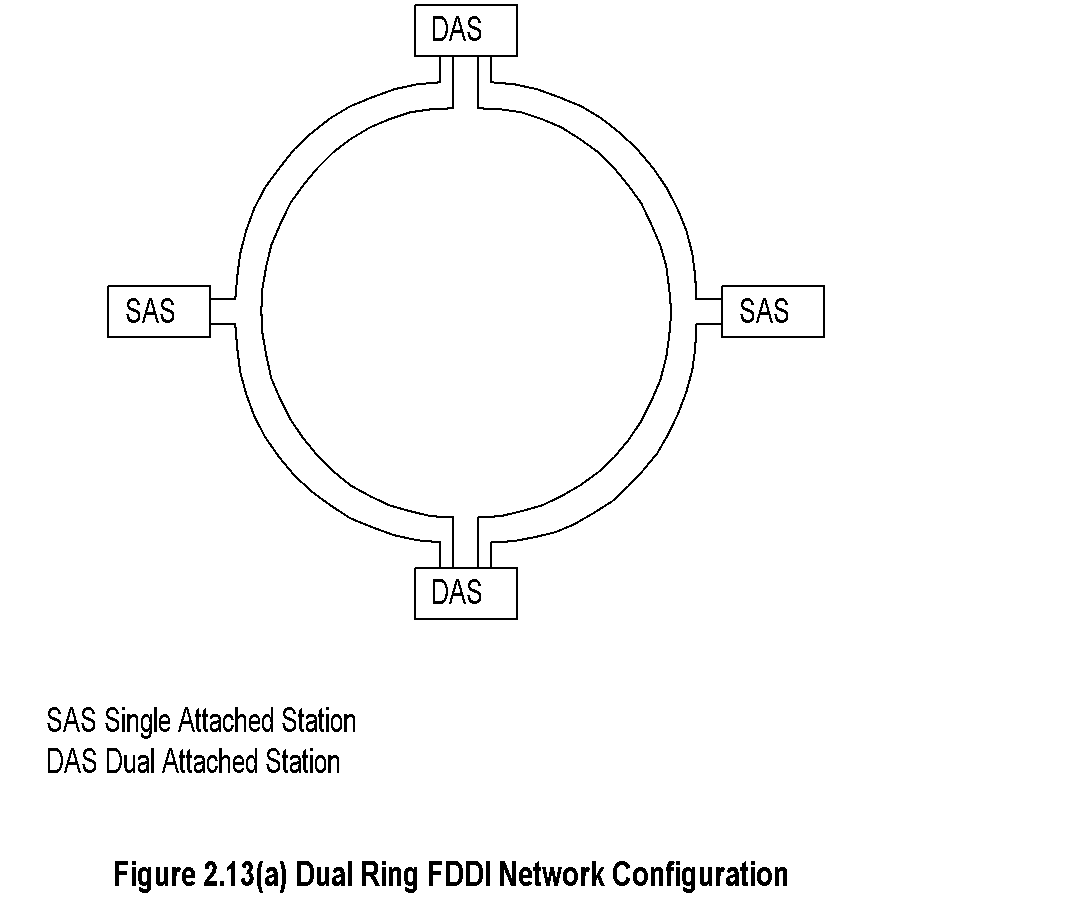 DAS
SAS
SAS
DAS
SAS Single Attached Station
DAS Dual Attached Station
Figure 2.13(a) Dual Ring FDDI Network Configuration